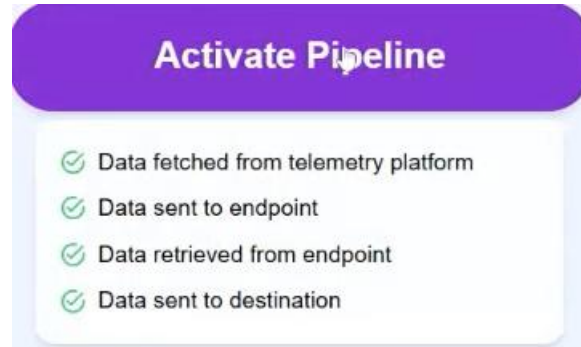 Activate Pipeline
Data fetched from telemetry platform
Data sent to endpoint
Data retrieved from endpoint
Data sent to destination